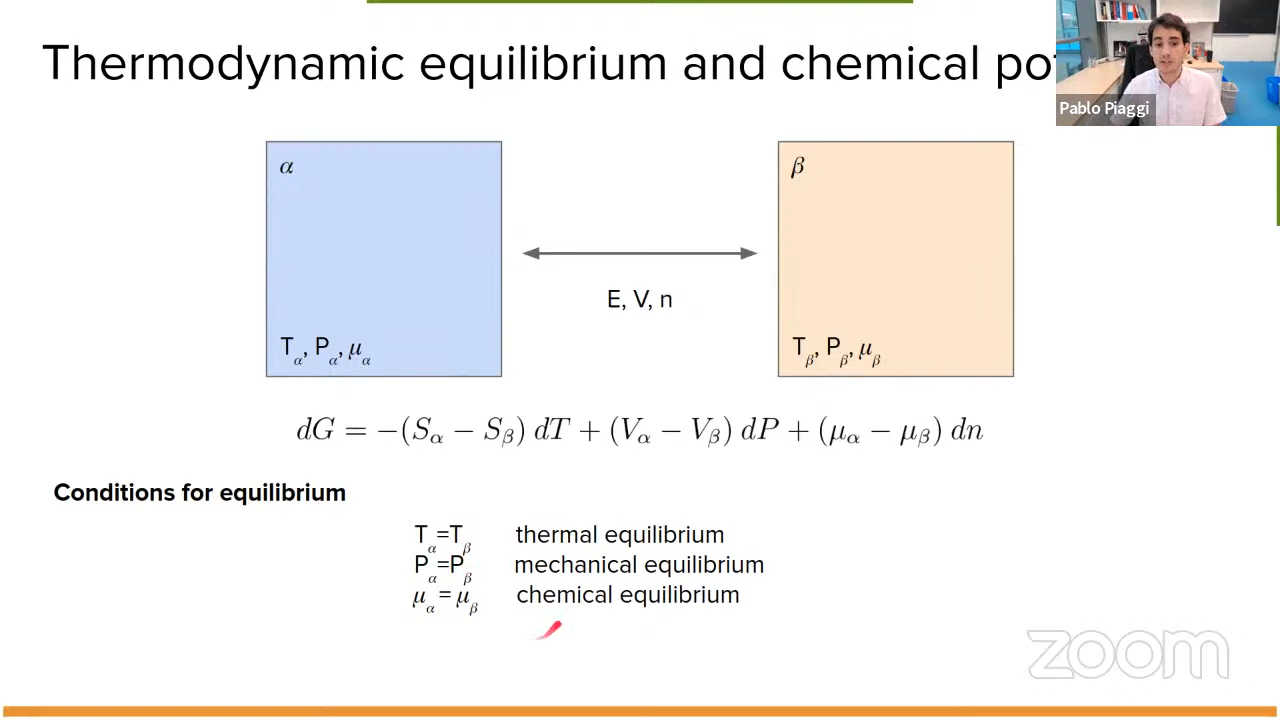 Thermodynamic equilibrium and chemical pot
Pablo Piaggi
α
β
E, V, n
T_α, P_α, μ_α
T_β, P_β, μ_β
dG = −(S_α − S_β) dT + (V_α − V_β) dP + (μ_α − μ_β) dn
Conditions for equilibrium
T_α=T_β thermal equilibrium
P_α=P_β mechanical equilibrium
μ_α = μ_β chemical equilibrium
zoom